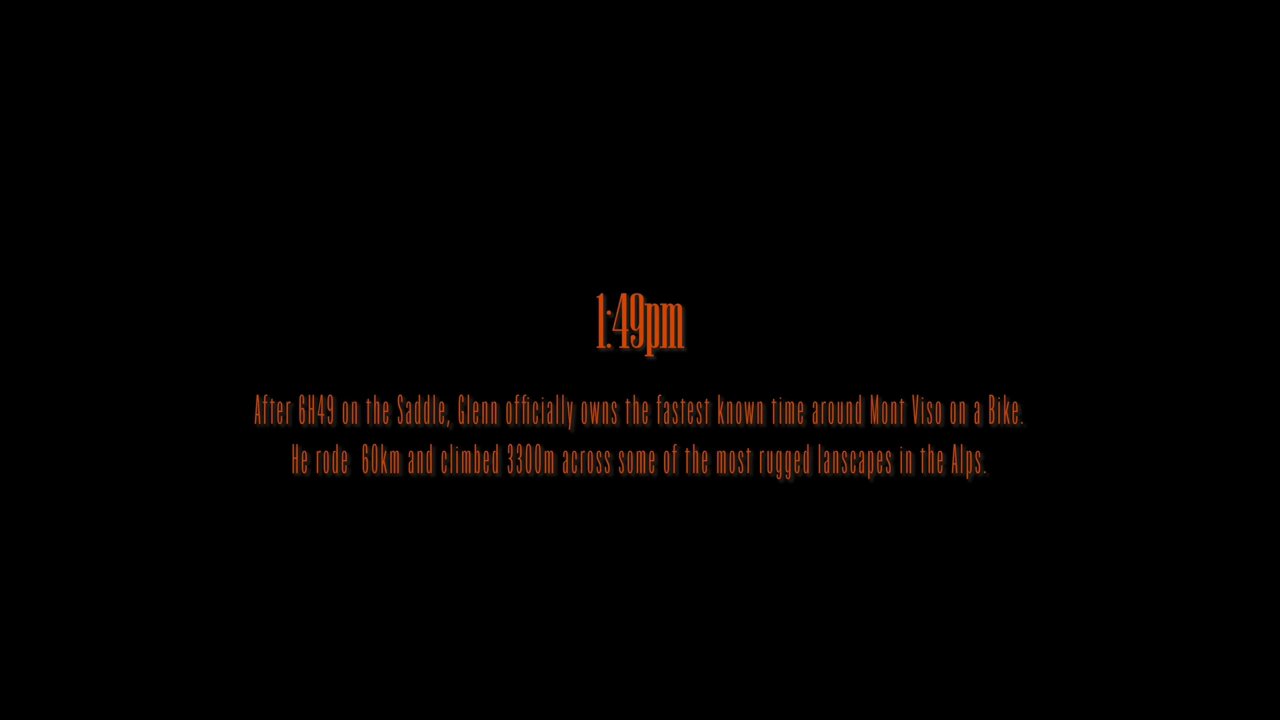 1:49pm
After 6H49 on the Saddle, Glenn officially owns the fastest known time around Mont Viso on a Bike.
He rode  60km and climbed 3300m across some of the most rugged lanscapes in the Alps.